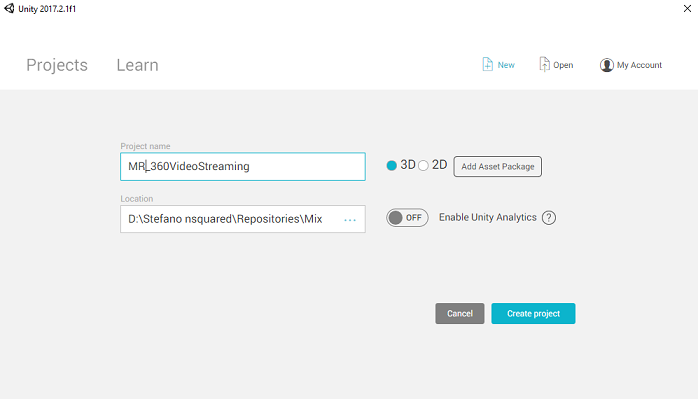 Unity 2017.2.1f1
Projects Learn New Open My Account
Project name
MR_360VideoStreaming 3D 2D Add Asset Package
Location
D:\Stefano nsquared\Repositories\Mix ... OFF Enable Unity Analytics ?
Cancel Create project